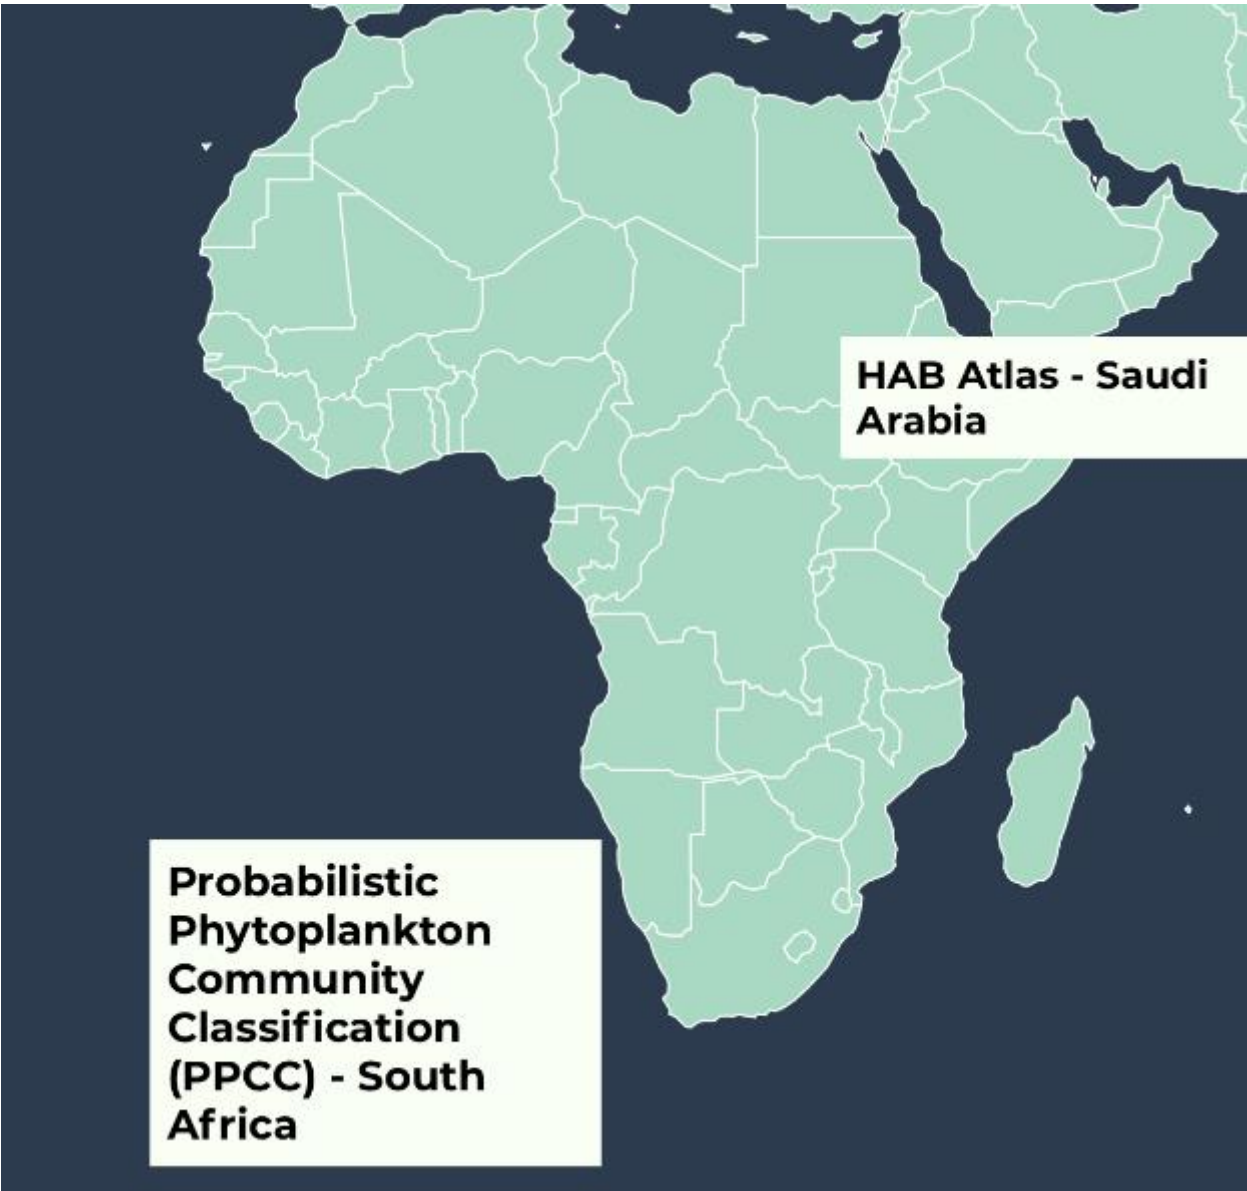 HAB Atlas - Saudi
Arabia
Probabilistic
Phytoplankton
Community
Classification
(PPCC) - South
Africa